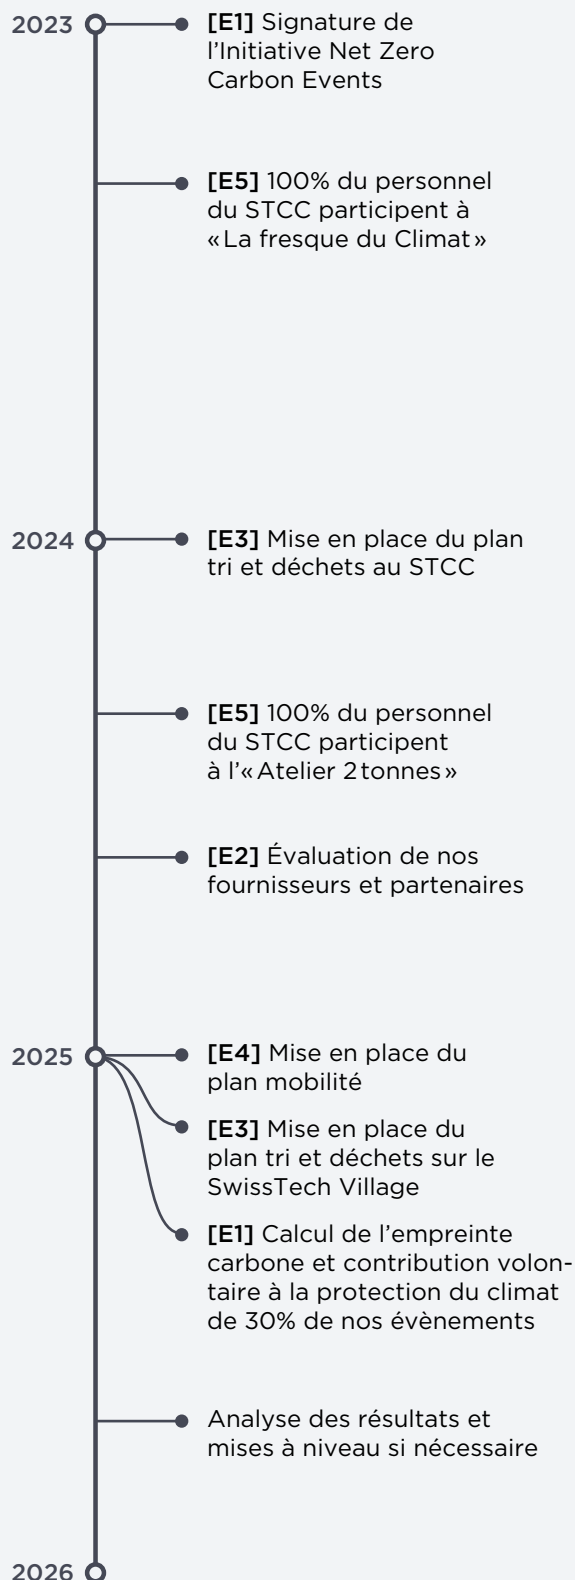 2023
[E1] Signature de
l’Initiative Net Zero
Carbon Events
[E5] 100% du personnel
du STCC participent à
«La fresque du Climat»
2024
[E3] Mise en place du plan
tri et déchets au STCC
[E5] 100% du personnel
du STCC participent
à l’«Atelier 2tonnes»
[E2] Évaluation de nos
fournisseurs et partenaires
2025
[E4] Mise en place du
plan mobilité
[E3] Mise en place du
plan tri et déchets sur le
SwissTech Village
[E1] Calcul de l’empreinte
carbone et contribution volon-
taire à la protection du climat
de 30% de nos évènements
Analyse des résultats et
mises à niveau si nécessaire
2026